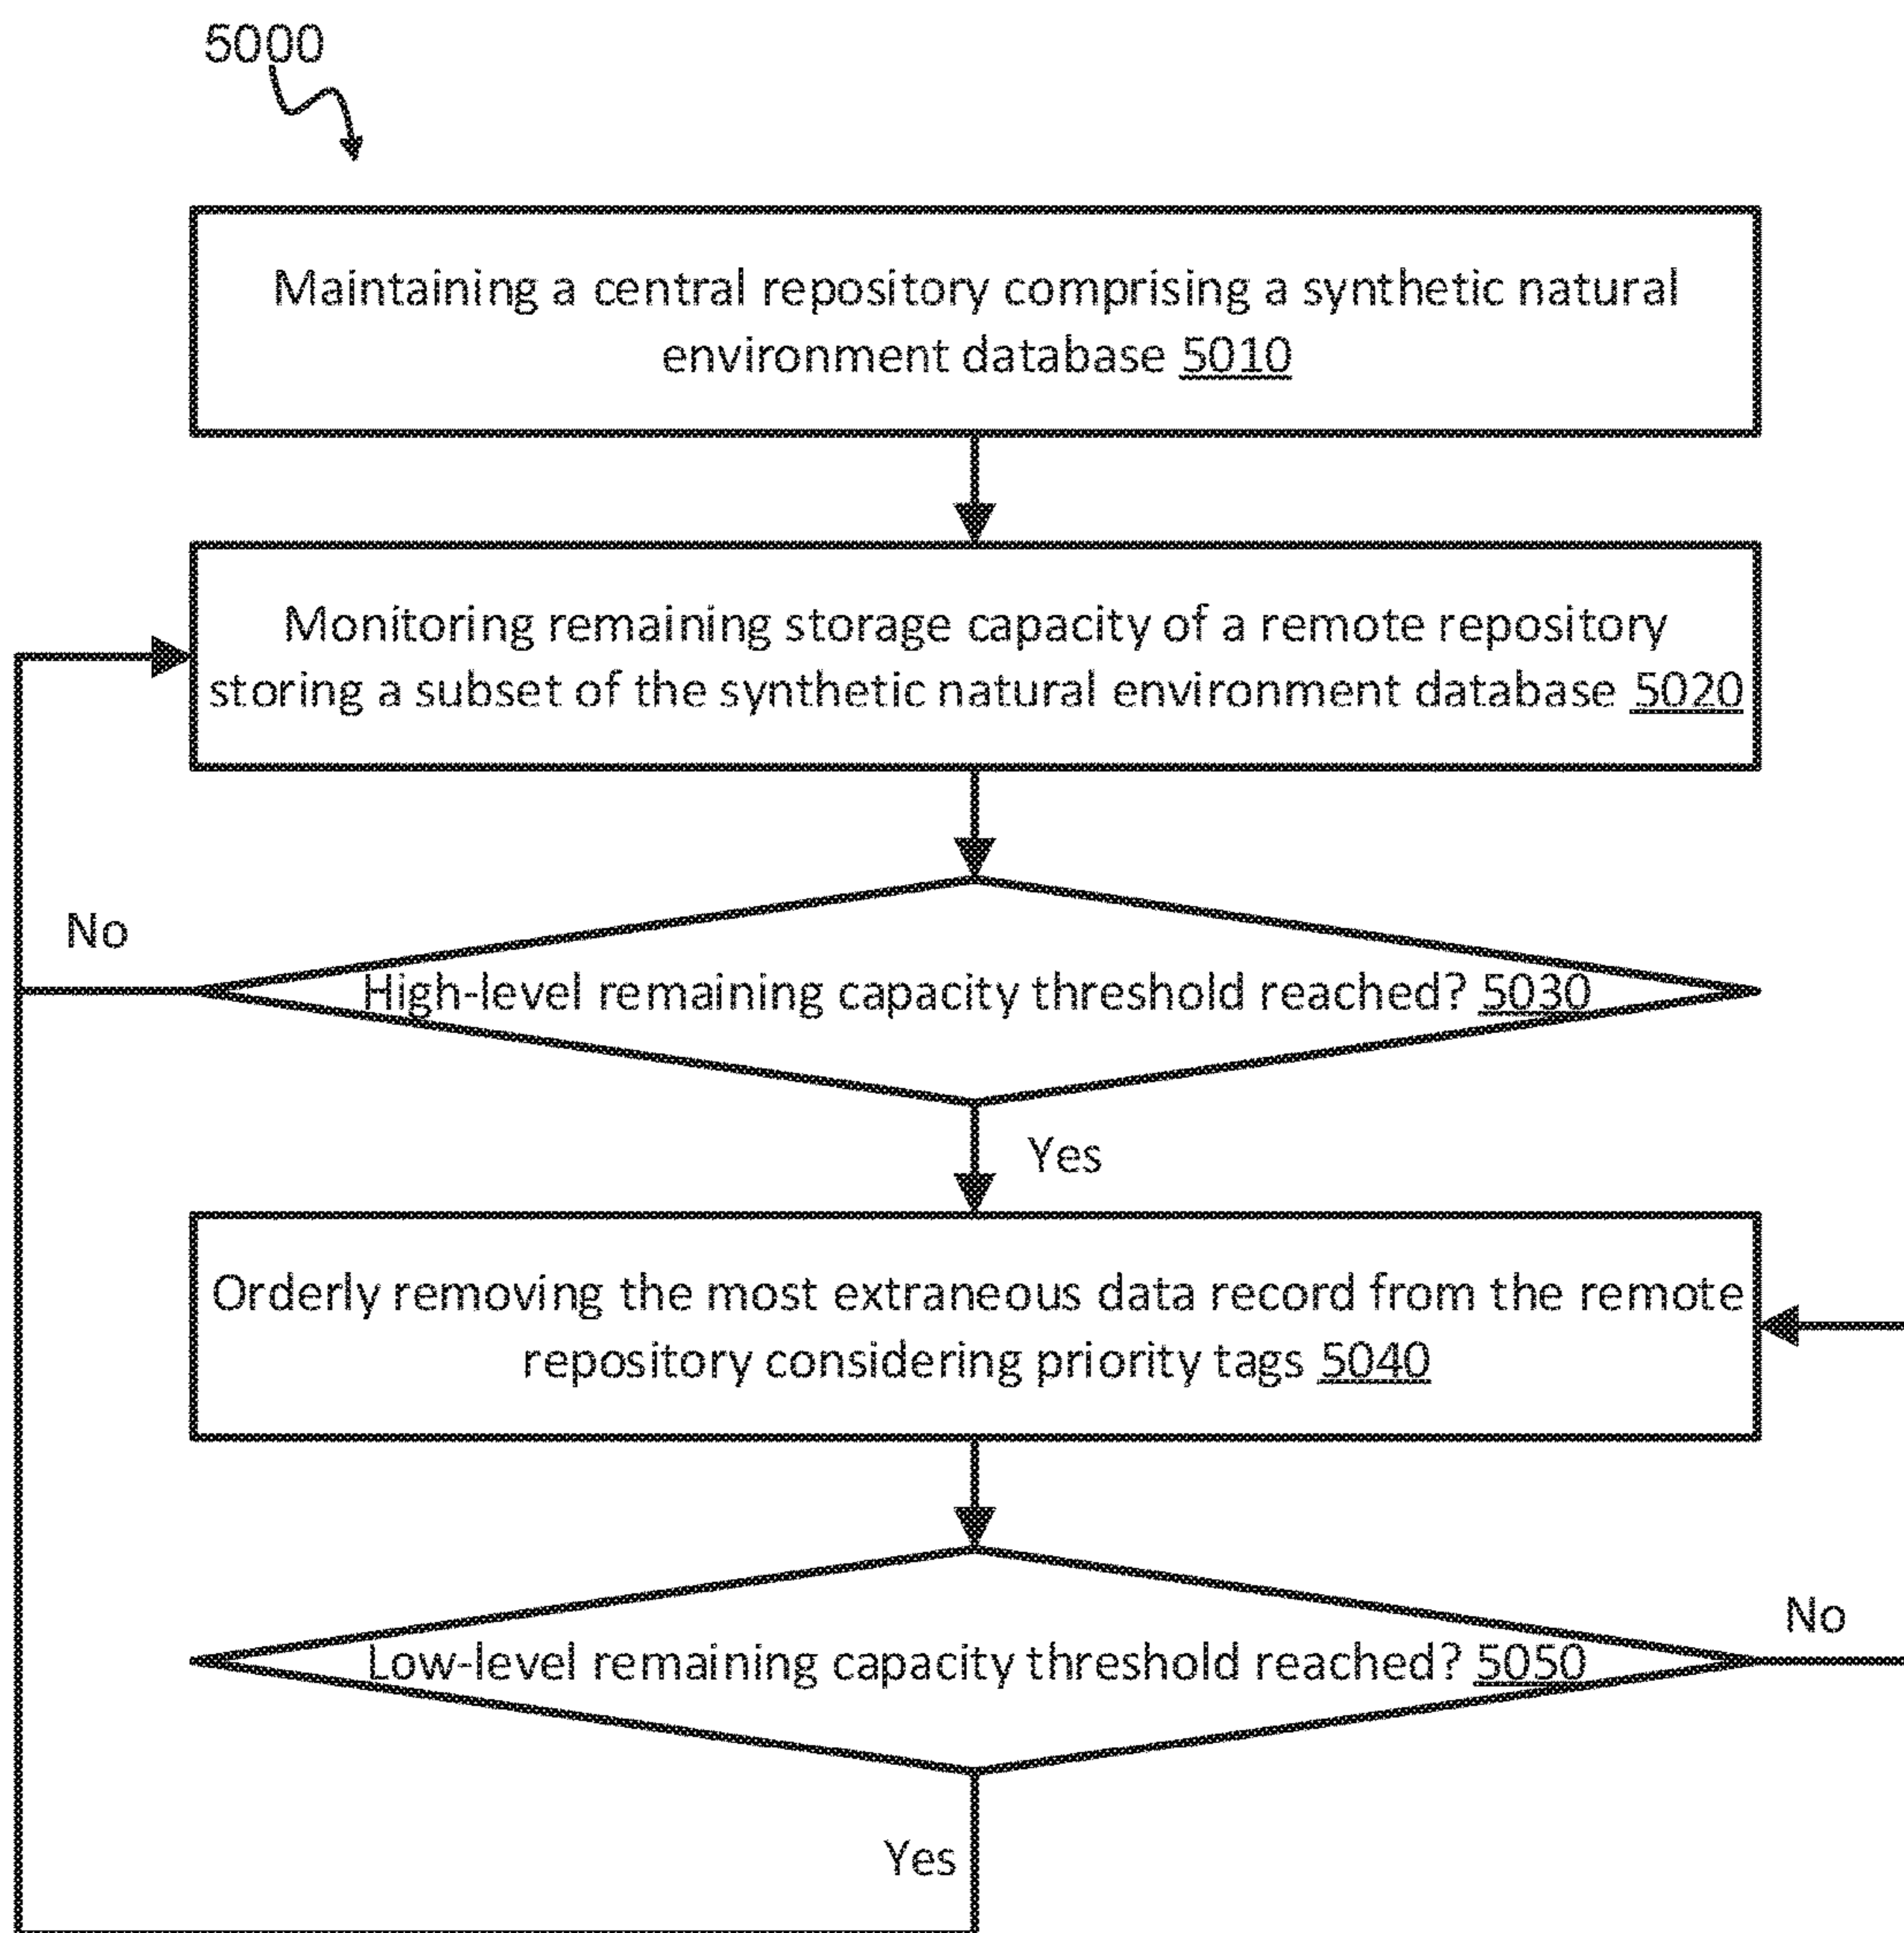 5000
Maintaining a central repository comprising a synthetic natural
environment database 5010
Monitoring remaining storage capacity of a remote repository
storing a subset of the synthetic natural environment database 5020
No
High-level remaining capacity threshold reached? 5030
Yes
Orderly removing the most extraneous data record from the remote
repository considering priority tags 5040
No
Low-level remaining capacity threshold reached? 5050
Yes